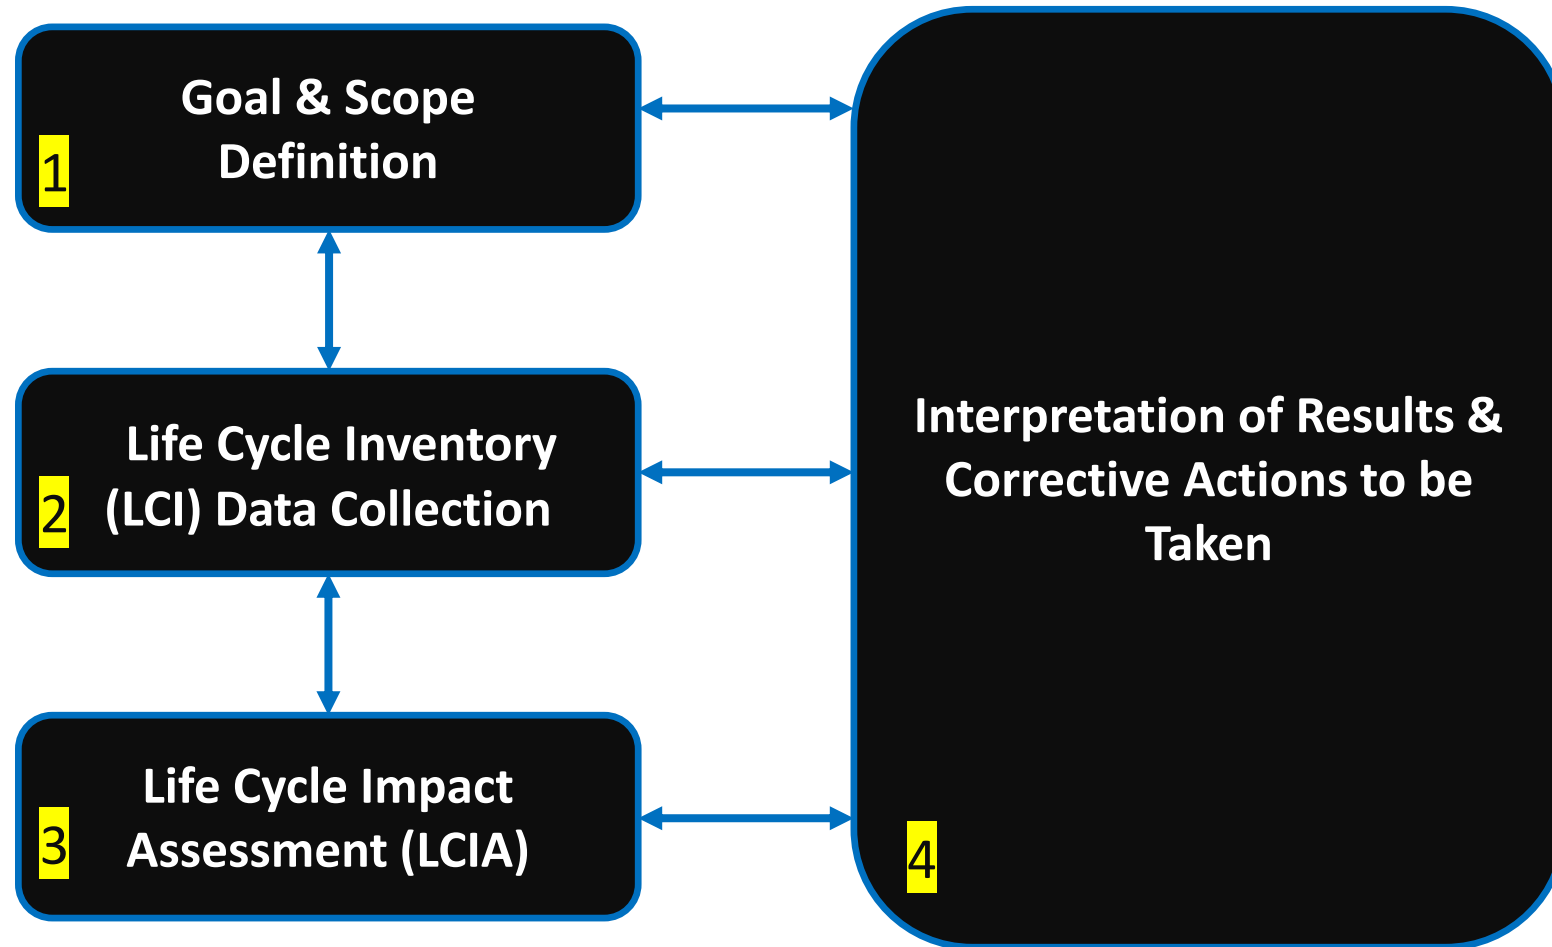 Goal & Scope
Definition
1
Life Cycle Inventory
(LCI) Data Collection
2
Life Cycle Impact
Assessment (LCIA)
3
Interpretation of Results &
Corrective Actions to be
Taken
4